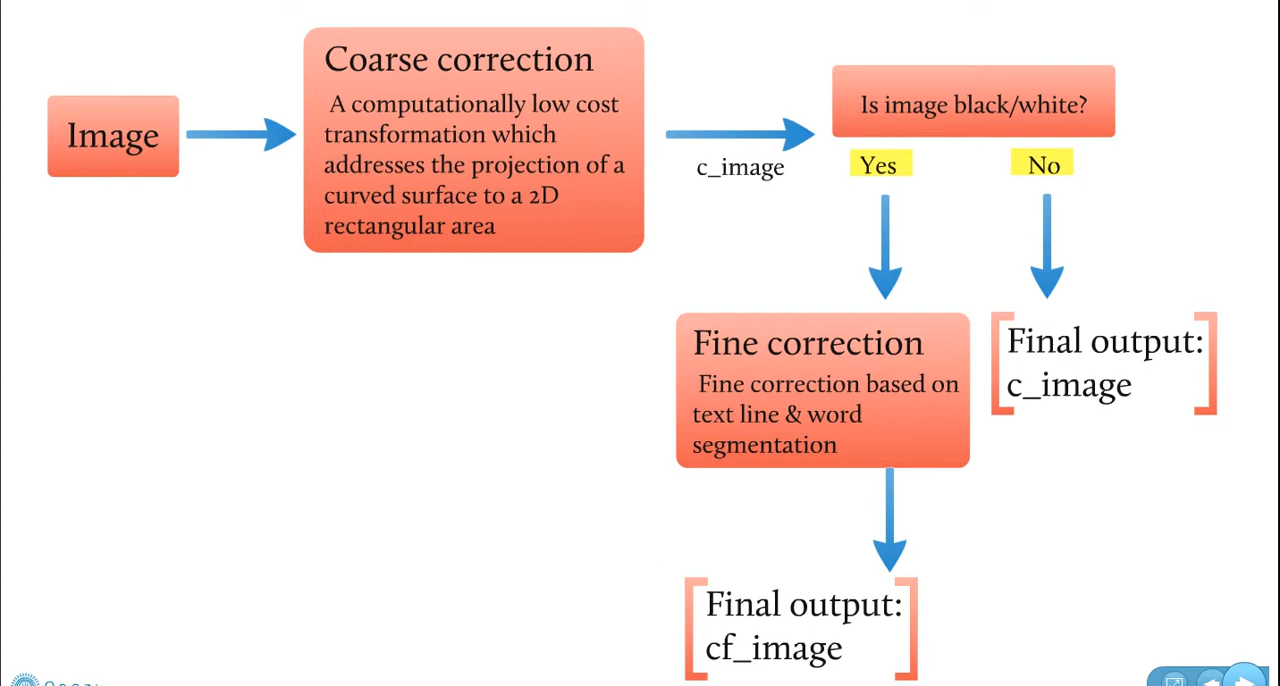 Image
Coarse correction
A computationally low cost
transformation which
addresses the projection of a
curved surface to a 2D
rectangular area
c_image
Is image black/white?
Yes
No
Fine correction
Fine correction based on
text line & word
segmentation
Final output:
c_image
Final output:
cf_image